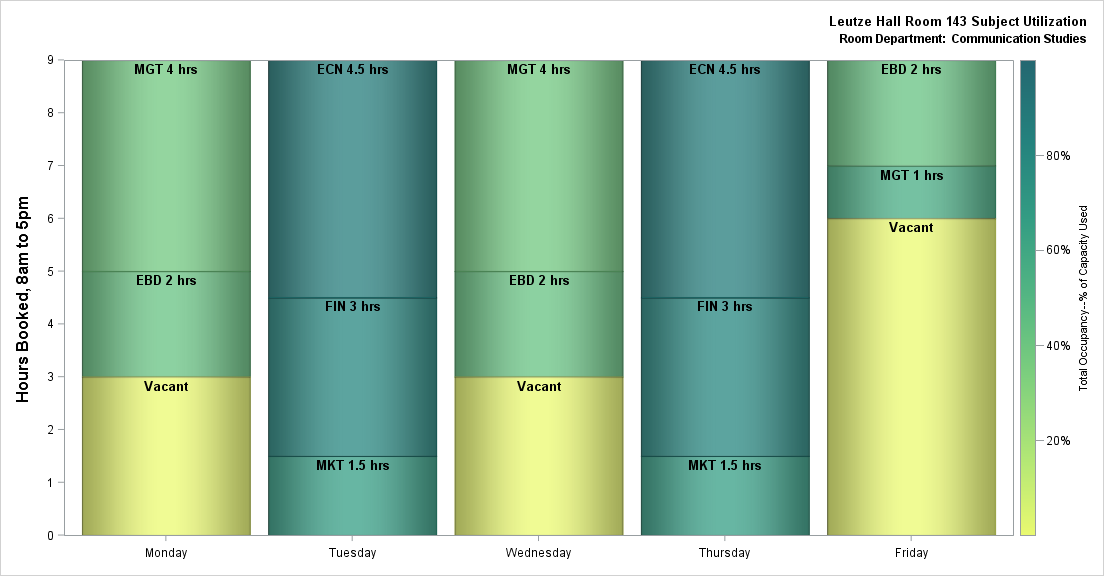 Leutze Hall Room 143 Subject Utilization
Room Department: Communication Studies
Hours Booked, 8am to 5pm
9
8
7
6
5
4
3
2
1
0
MGT 4 hrs
EBD 2 hrs
Vacant
ECN 4.5 hrs
FIN 3 hrs
MKT 1.5 hrs
MGT 4 hrs
EBD 2 hrs
Vacant
ECN 4.5 hrs
FIN 3 hrs
MKT 1.5 hrs
EBD 2 hrs
MGT 1 hrs
Vacant
Monday
Tuesday
Wednesday
Thursday
Friday
80%
60%
40%
20%
Total Occupancy--% of Capacity Used